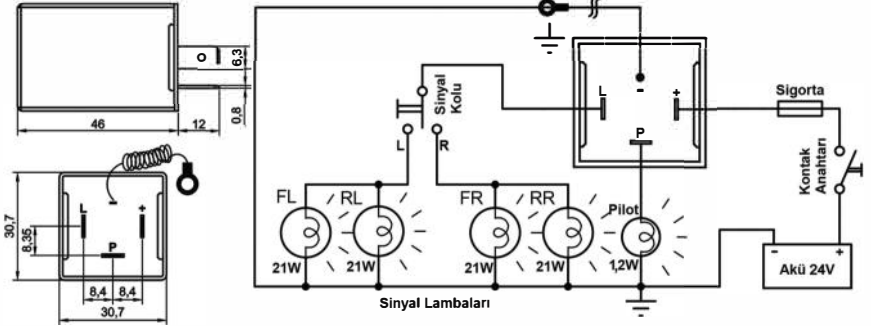 O
6,3
0,8
46
12
L
-
+
P
30,7
8,35
8,4
8,4
30,7
Sinyal
Kolu
L
R
L
-
+
P
Sigorta
Kontak
Anahtarı
FL
RL
FR
RR
Pilot
21W
21W
21W
21W
1,2W
Sinyal Lambaları
-
+
Akü 24V